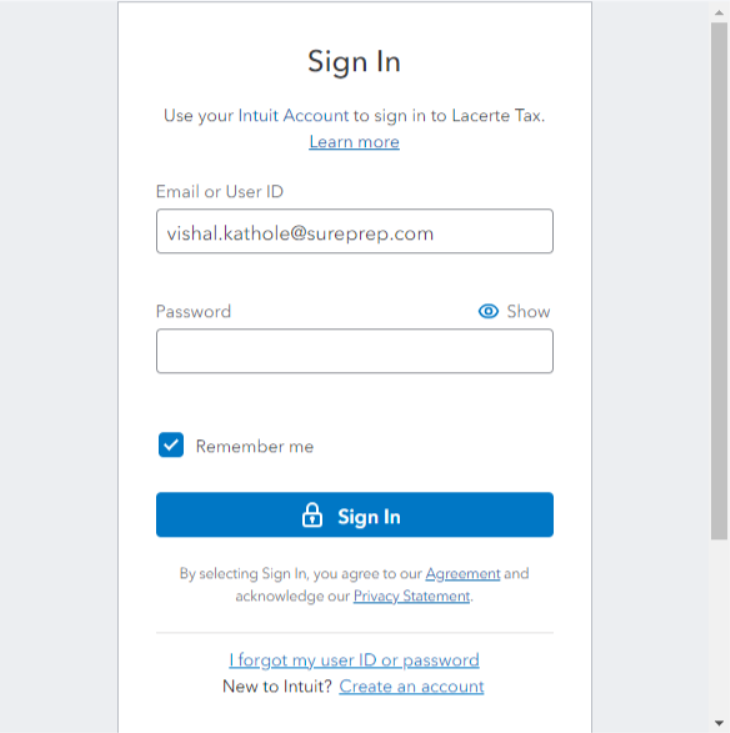 Sign In
Use your Intuit Account to sign in to Lacerte Tax.
Learn more
Email or User ID
vishal.kathole@sureprep.com
Password
Show
Remember me
Sign In
By selecting Sign In, you agree to our Agreement and
acknowledge our Privacy Statement.
I forgot my user ID or password
New to Intuit? Create an account